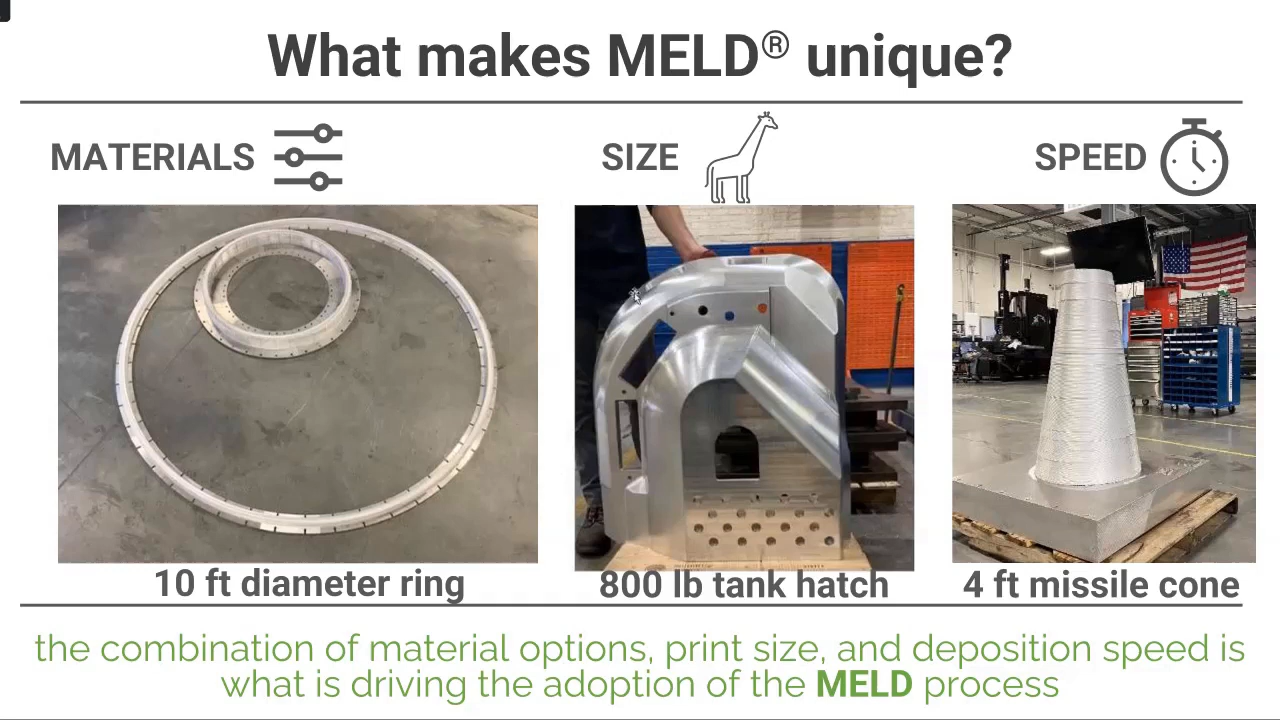 What makes MELD® unique?
MATERIALS
SIZE
SPEED
10 ft diameter ring
800 lb tank hatch
4 ft missile cone
the combination of material options, print size, and deposition speed is
what is driving the adoption of the MELD process